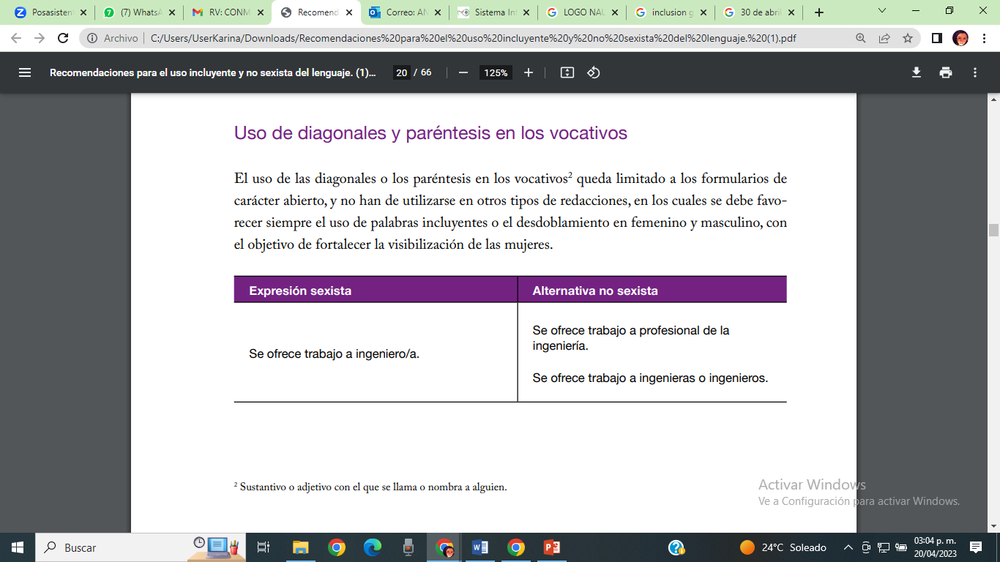 Posasisten
(7) WhatsA
RV: CONM
Recomend
Correo: AN
Sistema In
LOGO NAU
inclusion g
30 de abril
Archivo
C:/Users/UserKarina/Downloads/Recomendaciones%20para%20el%20uso%20incluyente%20y%20no%20sexista%20del%20lenguaje.%20(1).pdf
Recomendaciones para el uso incluyente y no sexista del lenguaje. (1)...
20 / 66
125%
Uso de diagonales y paréntesis en los vocativos
El uso de las diagonales o los paréntesis en los vocativos² queda limitado a los formularios de
carácter abierto, y no han de utilizarse en otros tipos de redacciones, en los cuales se debe favo-
recer siempre el uso de palabras incluyentes o el desdoblamiento en femenino y masculino, con
el objetivo de fortalecer la visibilización de las mujeres.
Expresión sexista
Alternativa no sexista
Se ofrece trabajo a ingeniero/a.
Se ofrece trabajo a profesional de la
ingeniería.
Se ofrece trabajo a ingenieras o ingenieros.
² Sustantivo o adjetivo con el que se llama o nombra a alguien.
Activar Windows
Ve a Configuración para activar Windows.
Buscar
24°C Soleado
03:04 p. m.
20/04/2023